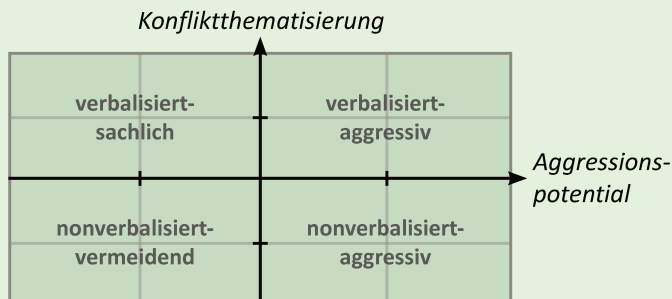 Konfliktthematisierung
verbalisiert-
sachlich
verbalisiert-
aggressiv
Aggressions-
potential
nonverbalisiert-
vermeidend
nonverbalisiert-
aggressiv